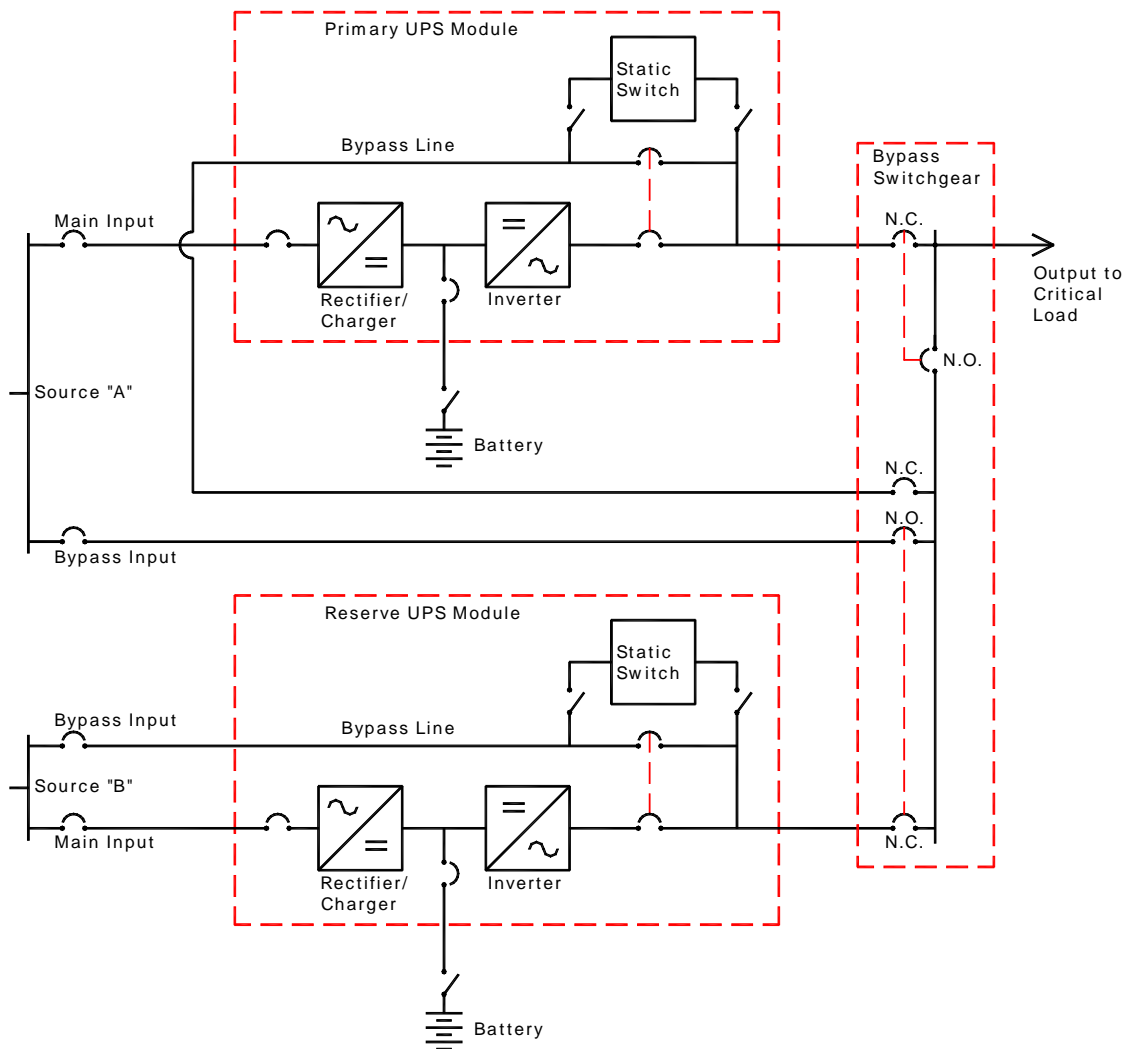 Primary UPS Module
Static
Switch
Bypass Line
Bypass
Switchgear
Main Input
N.C.
Rectifier/
Charger
Inverter
Output to
Critical
Load
N.O.
Source "A"
Battery
N.C.
N.O.
Bypass Input
Reserve UPS Module
Static
Switch
Bypass Input
Bypass Line
Source "B"
Main Input
N.C.
Rectifier/
Charger
Inverter
Battery